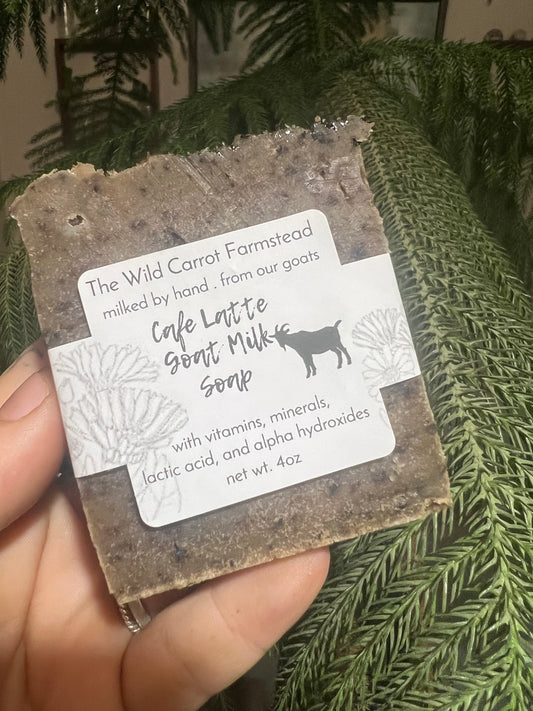 The Wild Carrot Farmstead
milked by hand . from our goats
Cafe Latte
Goat Milk
Soap
with vitamins, minerals,
lactic acid, and alpha hydroxides
net wt. 4oz